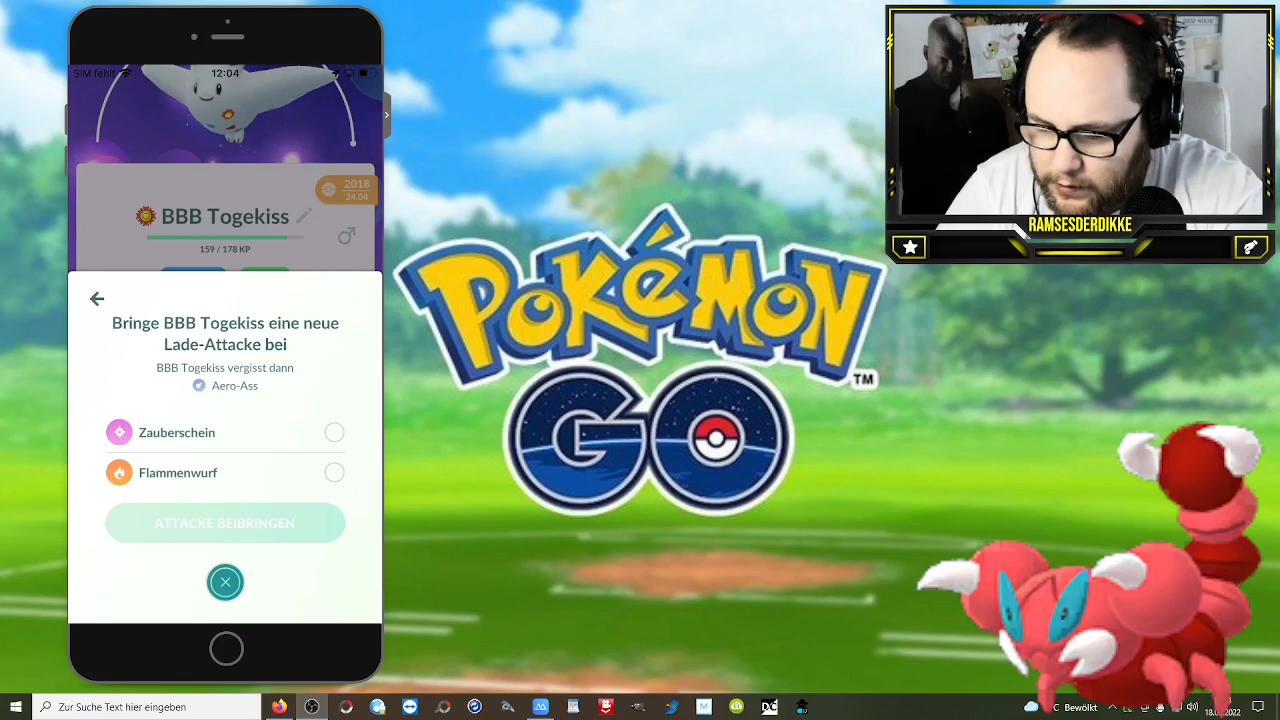 SIM fehlt
12:04
2018
24.04
BBB Togekiss
159 / 178 KP
Bringe BBB Togekiss eine neue
Lade-Attacke bei
BBB Togekiss vergisst dann
Aero-Ass
Zauberschein
Flammenwurf
ATTACKE BEIBRINGEN
POKéMON
TM
GO
DIESE WOCHE
RAMSESDERDIKKE
Zur Suche Text hier eingeben
Bewölkt